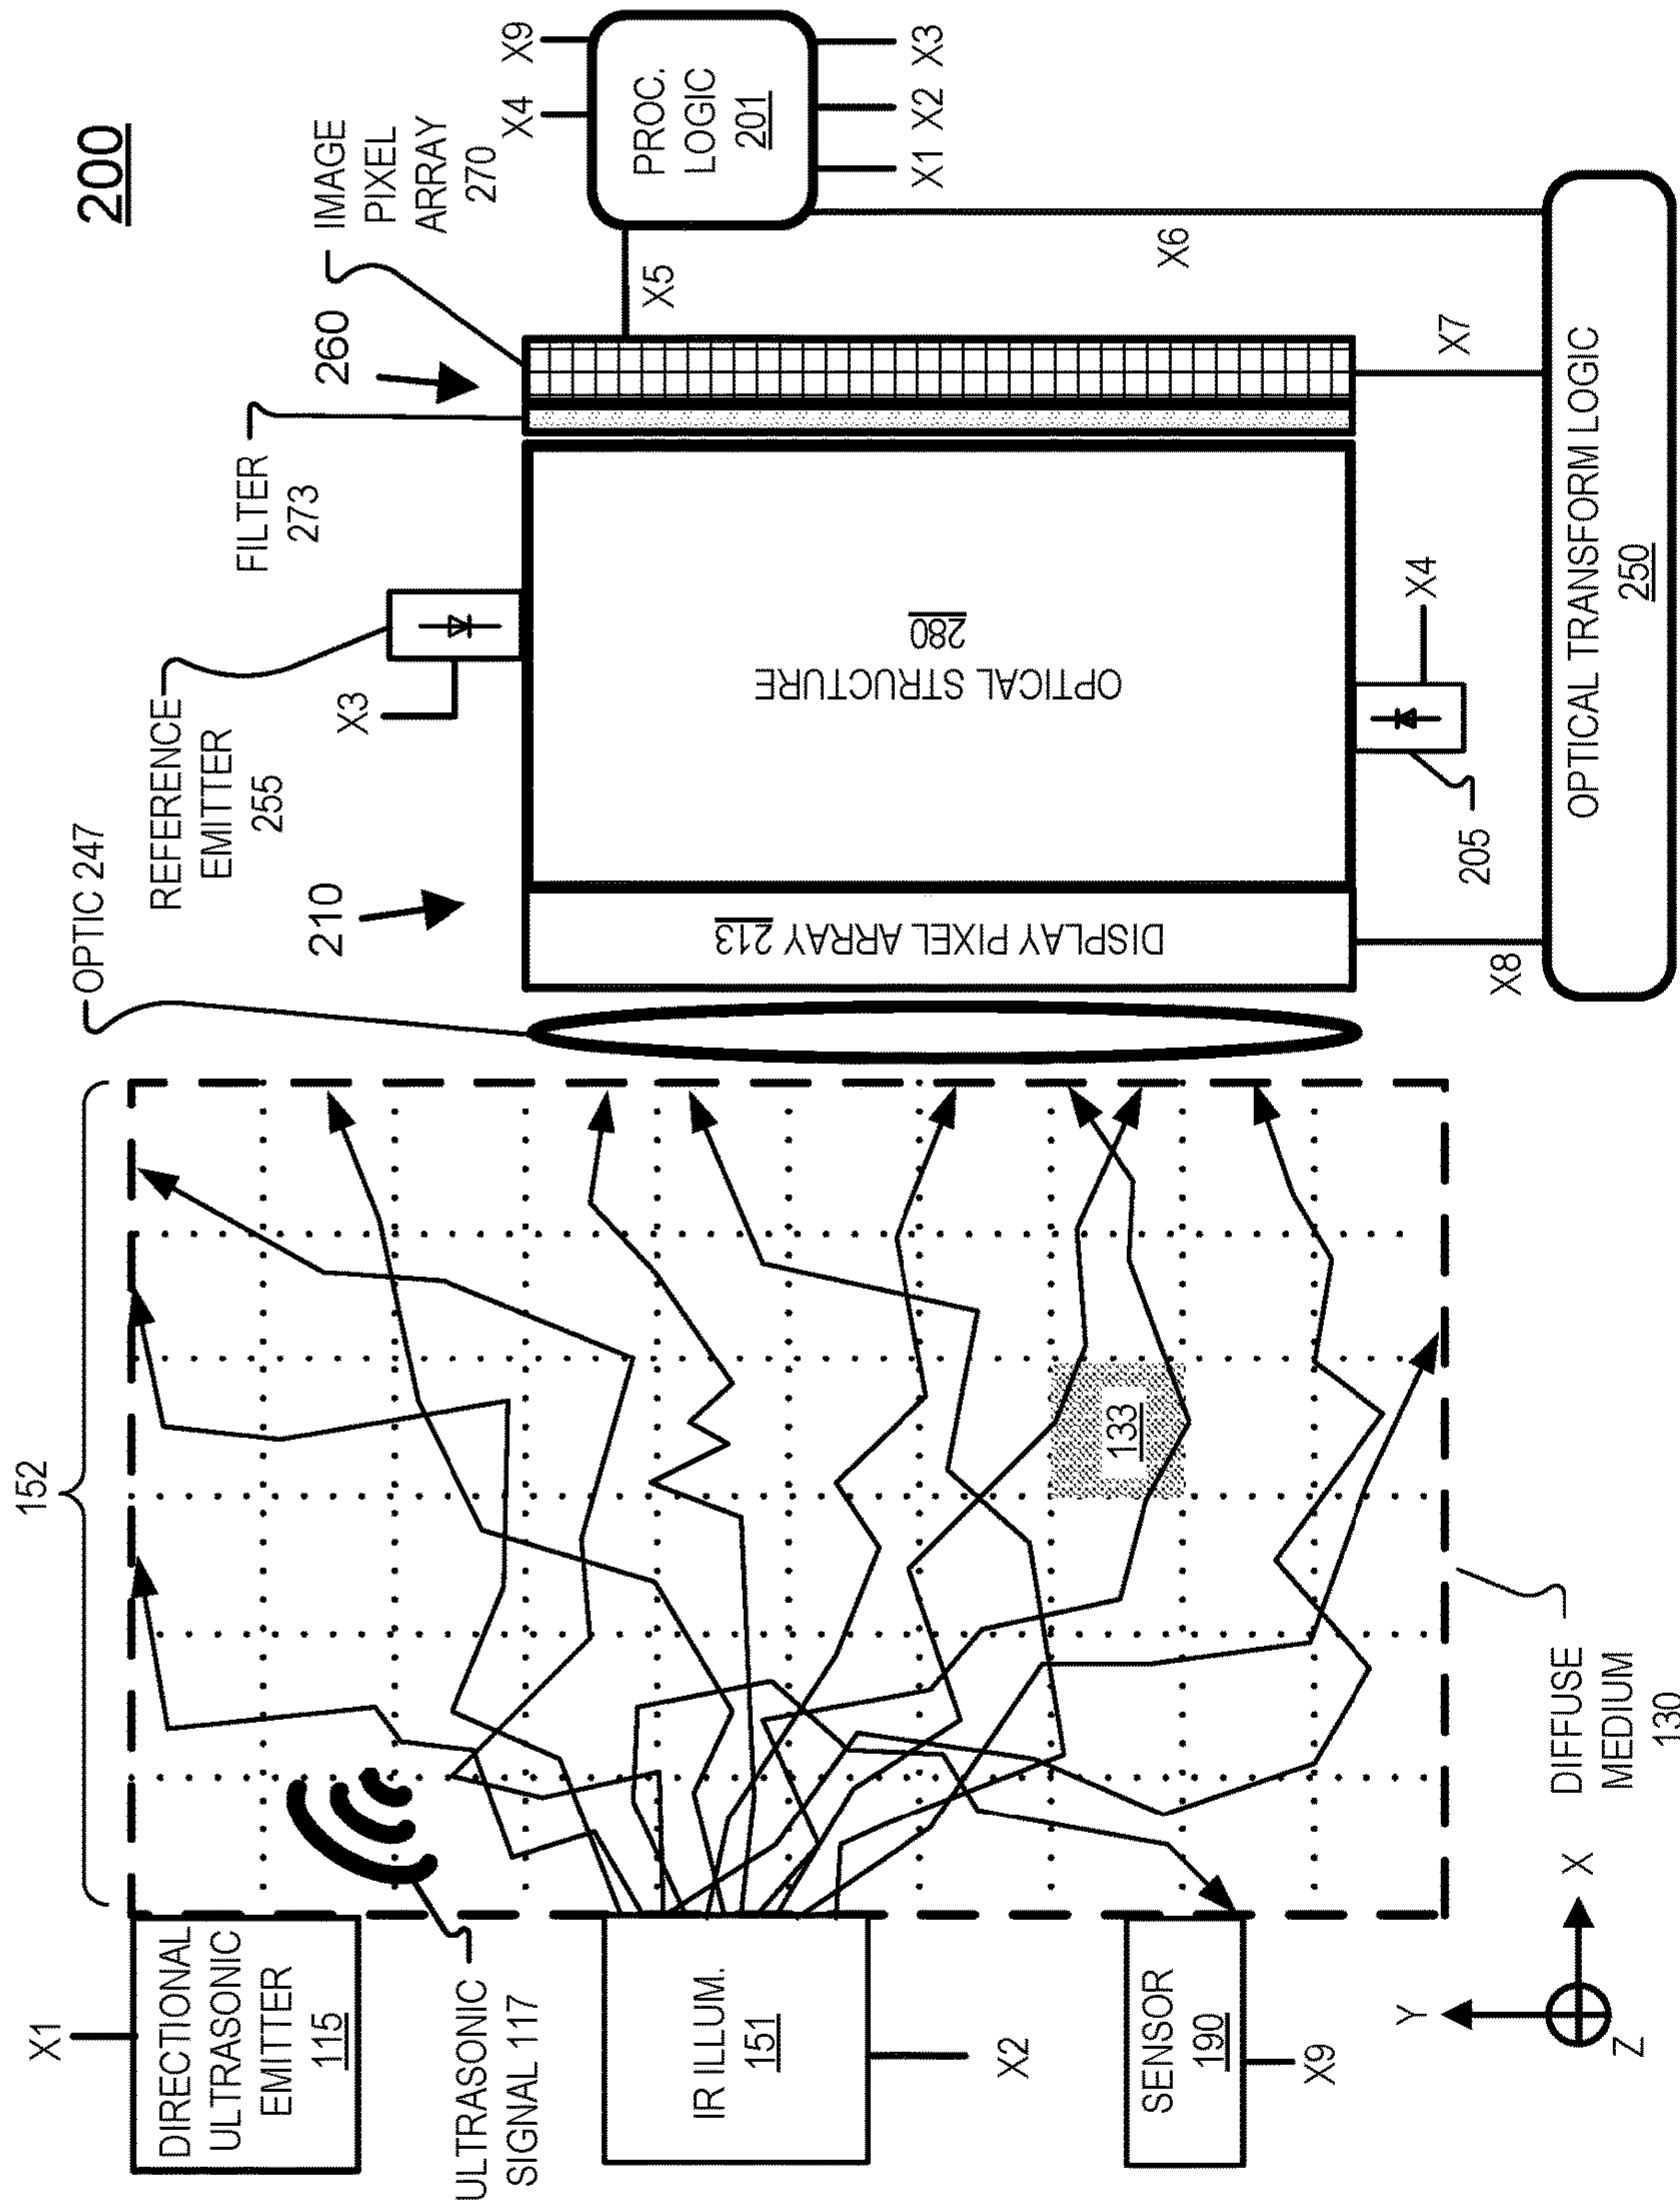 200
152
X1
DIRECTIONAL
ULTRASONIC
EMITTER
115
ULTRASONIC
SIGNAL 117
IR ILLUM.
151
X2
SENSOR
190
X9
Y
X
Z
133
DIFFUSE
MEDIUM
130
OPTIC 247
210
REFERENCE
EMITTER
255
X3
FILTER
273
260
IMAGE
PIXEL
ARRAY
270
DISPLAY PIXEL ARRAY 213
OPTICAL STRUCTURE
280
205
X4
X5
X4
X9
PROC.
LOGIC
201
X1
X2
X3
X6
X7
X8
OPTICAL TRANSFORM LOGIC
250